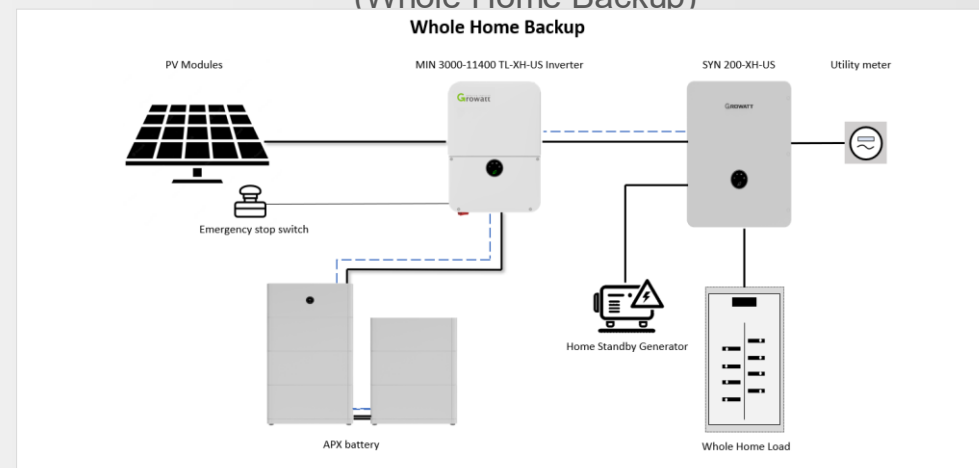 (Whole Home Backup)
Whole Home Backup
PV Modules
MIN 3000-11400 TL-XH-US Inverter
SYN 200-XH-US
Utility meter
Growatt
GROWATT
Emergency stop switch
Home Standby Generator
APX battery
Whole Home Load